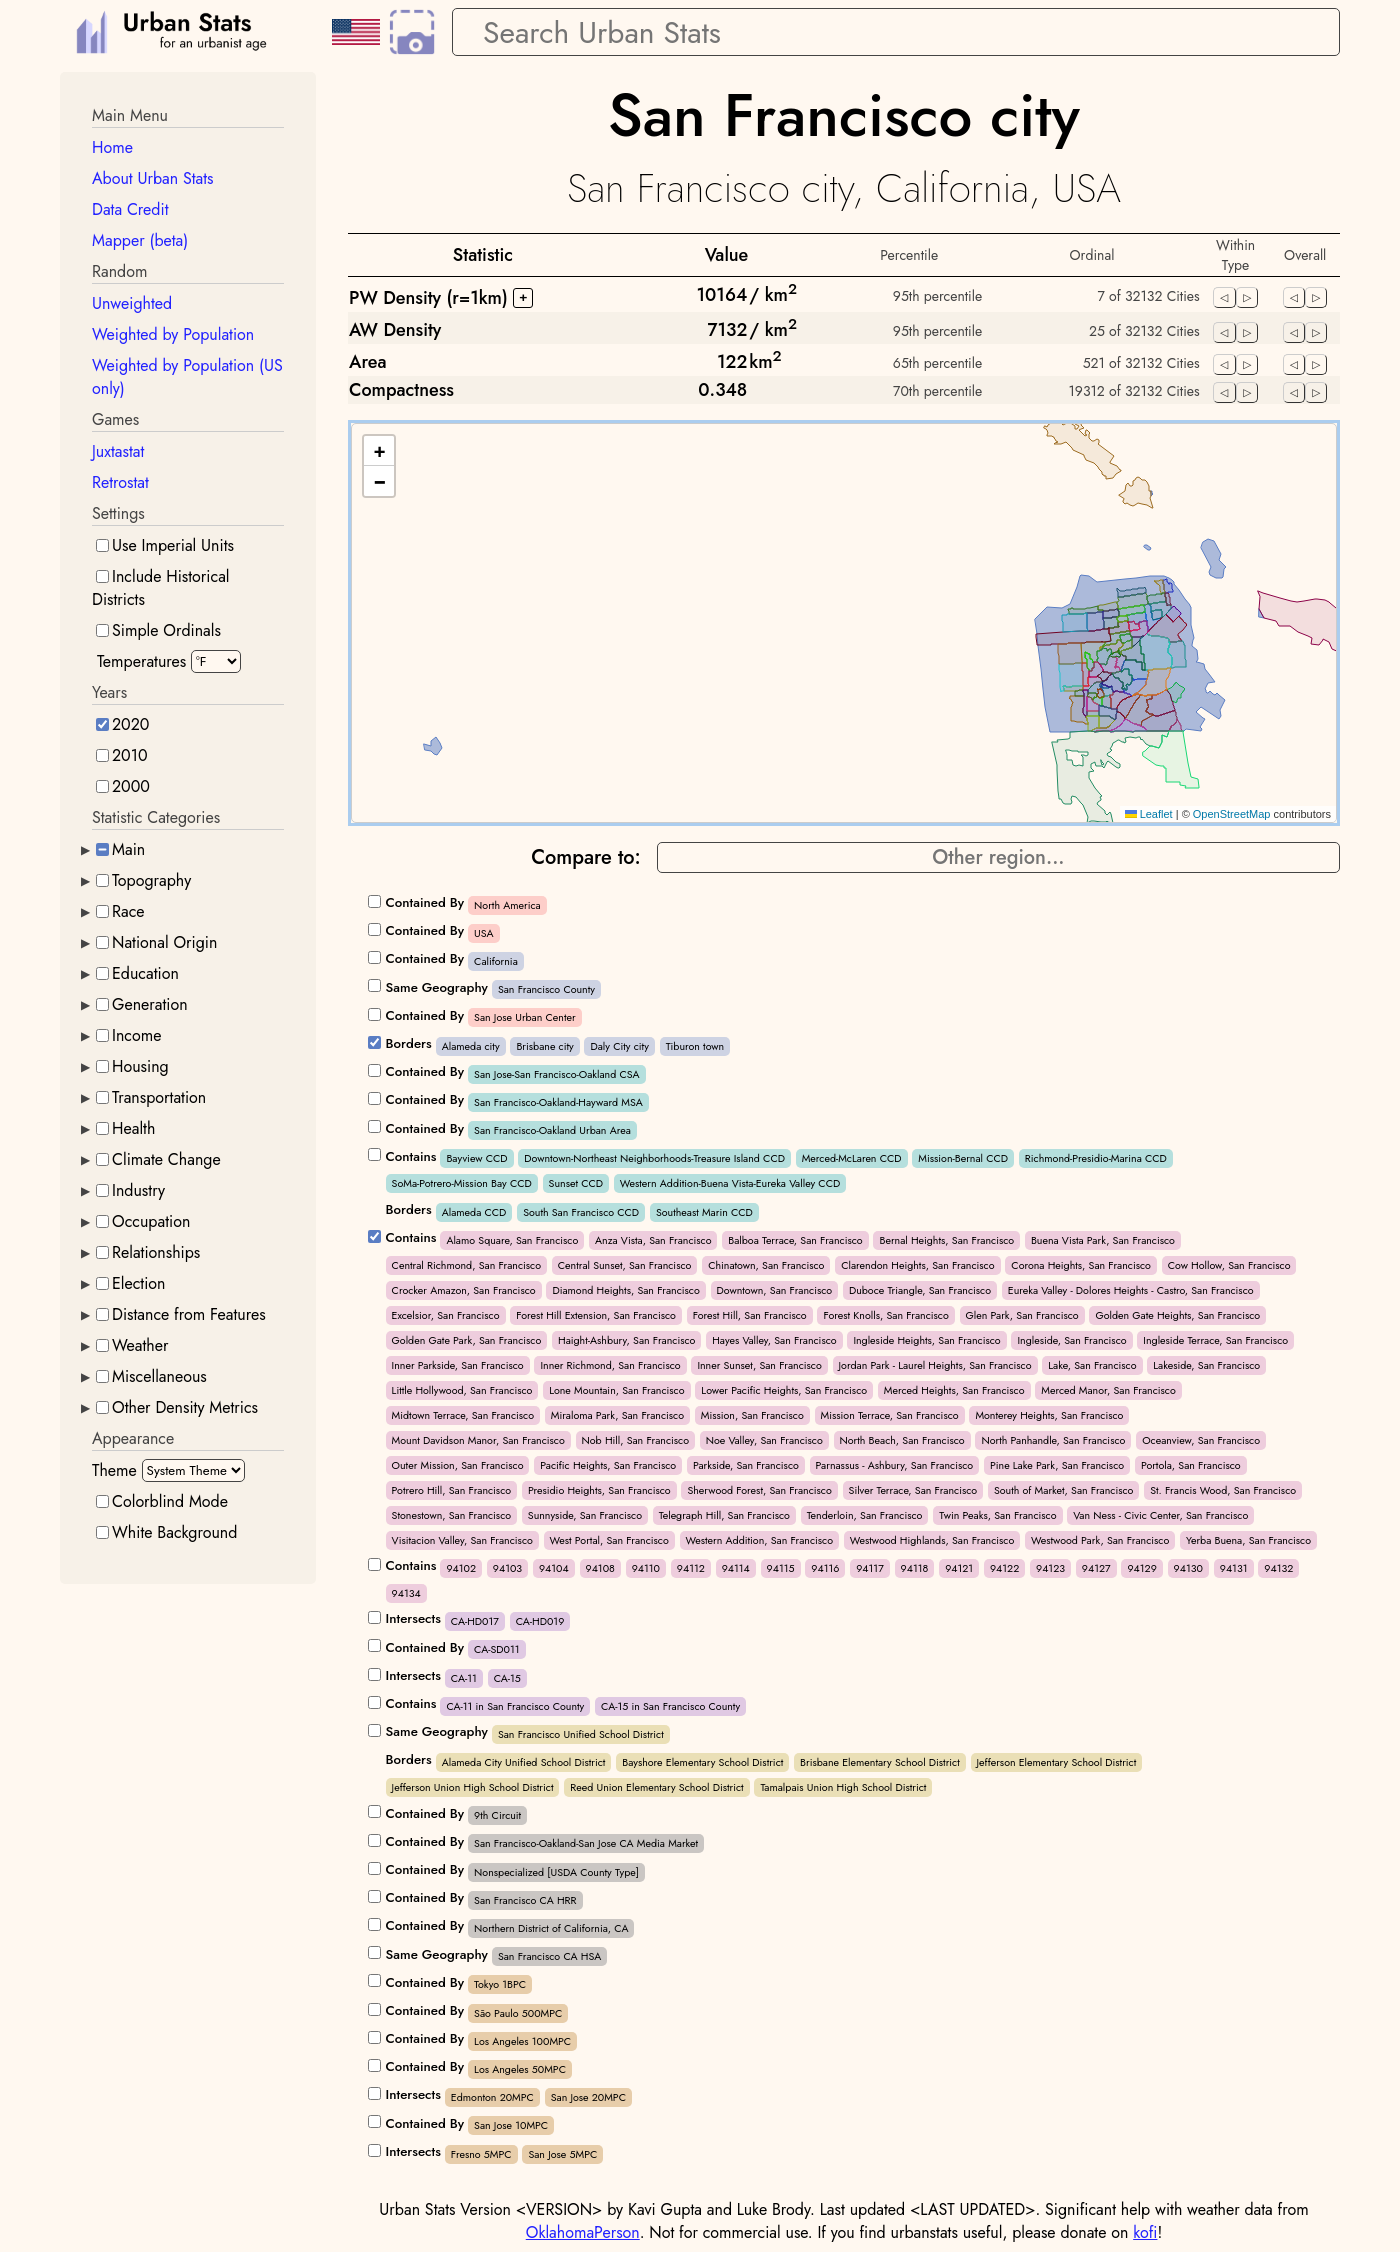 Urban Stats
for an urbanist age
Search Urban Stats
Main Menu
Home
About Urban Stats
Data Credit
Mapper (beta)
Random
Unweighted
Weighted by Population
Weighted by Population (US
only)
Games
Juxtastat
Retrostat
Settings
Use Imperial Units
Include Historical
Districts
Simple Ordinals
Temperatures °F
Years
2020
2010
2000
Statistic Categories
Main
Topography
Race
National Origin
Education
Generation
Income
Housing
Transportation
Health
Climate Change
Industry
Occupation
Relationships
Election
Distance from Features
Weather
Miscellaneous
Other Density Metrics
Appearance
Theme System Theme
Colorblind Mode
White Background
San Francisco city
San Francisco city, California, USA
Statistic Value Percentile Ordinal Within Type Overall
PW Density (r=1km) + 10164 / km² 95th percentile 7 of 32132 Cities
AW Density 7132 / km² 95th percentile 25 of 32132 Cities
Area 122 km² 65th percentile 521 of 32132 Cities
Compactness 0.348 70th percentile 19312 of 32132 Cities
+
−
Leaflet | © OpenStreetMap contributors
Compare to: Other region...
Contained By North America
Contained By USA
Contained By California
Same Geography San Francisco County
Contained By San Jose Urban Center
Borders Alameda city Brisbane city Daly City city Tiburon town
Contained By San Jose-San Francisco-Oakland CSA
Contained By San Francisco-Oakland-Hayward MSA
Contained By San Francisco-Oakland Urban Area
Contains Bayview CCD Downtown-Northeast Neighborhoods-Treasure Island CCD Merced-McLaren CCD Mission-Bernal CCD Richmond-Presidio-Marina CCD
SoMa-Potrero-Mission Bay CCD Sunset CCD Western Addition-Buena Vista-Eureka Valley CCD
Borders Alameda CCD South San Francisco CCD Southeast Marin CCD
Contains Alamo Square, San Francisco Anza Vista, San Francisco Balboa Terrace, San Francisco Bernal Heights, San Francisco Buena Vista Park, San Francisco
Central Richmond, San Francisco Central Sunset, San Francisco Chinatown, San Francisco Clarendon Heights, San Francisco Corona Heights, San Francisco Cow Hollow, San Francisco
Crocker Amazon, San Francisco Diamond Heights, San Francisco Downtown, San Francisco Duboce Triangle, San Francisco Eureka Valley - Dolores Heights - Castro, San Francisco
Excelsior, San Francisco Forest Hill Extension, San Francisco Forest Hill, San Francisco Forest Knolls, San Francisco Glen Park, San Francisco Golden Gate Heights, San Francisco
Golden Gate Park, San Francisco Haight-Ashbury, San Francisco Hayes Valley, San Francisco Ingleside Heights, San Francisco Ingleside, San Francisco Ingleside Terrace, San Francisco
Inner Parkside, San Francisco Inner Richmond, San Francisco Inner Sunset, San Francisco Jordan Park - Laurel Heights, San Francisco Lake, San Francisco Lakeside, San Francisco
Little Hollywood, San Francisco Lone Mountain, San Francisco Lower Pacific Heights, San Francisco Merced Heights, San Francisco Merced Manor, San Francisco
Midtown Terrace, San Francisco Miraloma Park, San Francisco Mission, San Francisco Mission Terrace, San Francisco Monterey Heights, San Francisco
Mount Davidson Manor, San Francisco Nob Hill, San Francisco Noe Valley, San Francisco North Beach, San Francisco North Panhandle, San Francisco Oceanview, San Francisco
Outer Mission, San Francisco Pacific Heights, San Francisco Parkside, San Francisco Parnassus - Ashbury, San Francisco Pine Lake Park, San Francisco Portola, San Francisco
Potrero Hill, San Francisco Presidio Heights, San Francisco Sherwood Forest, San Francisco Silver Terrace, San Francisco South of Market, San Francisco St. Francis Wood, San Francisco
Stonestown, San Francisco Sunnyside, San Francisco Telegraph Hill, San Francisco Tenderloin, San Francisco Twin Peaks, San Francisco Van Ness - Civic Center, San Francisco
Visitacion Valley, San Francisco West Portal, San Francisco Western Addition, San Francisco Westwood Highlands, San Francisco Westwood Park, San Francisco Yerba Buena, San Francisco
Contains 94102 94103 94104 94108 94110 94112 94114 94115 94116 94117 94118 94121 94122 94123 94127 94129 94130 94131 94132
94134
Intersects CA-HD017 CA-HD019
Contained By CA-SD011
Intersects CA-11 CA-15
Contains CA-11 in San Francisco County CA-15 in San Francisco County
Same Geography San Francisco Unified School District
Borders Alameda City Unified School District Bayshore Elementary School District Brisbane Elementary School District Jefferson Elementary School District
Jefferson Union High School District Reed Union Elementary School District Tamalpais Union High School District
Contained By 9th Circuit
Contained By San Francisco-Oakland-San Jose CA Media Market
Contained By Nonspecialized [USDA County Type]
Contained By San Francisco CA HRR
Contained By Northern District of California, CA
Same Geography San Francisco CA HSA
Contained By Tokyo 1BPC
Contained By São Paulo 500MPC
Contained By Los Angeles 100MPC
Contained By Los Angeles 50MPC
Intersects Edmonton 20MPC San Jose 20MPC
Contained By San Jose 10MPC
Intersects Fresno 5MPC San Jose 5MPC
Urban Stats Version <VERSION> by Kavi Gupta and Luke Brody. Last updated <LAST UPDATED>. Significant help with weather data from
OklahomaPerson. Not for commercial use. If you find urbanstats useful, please donate on kofi!